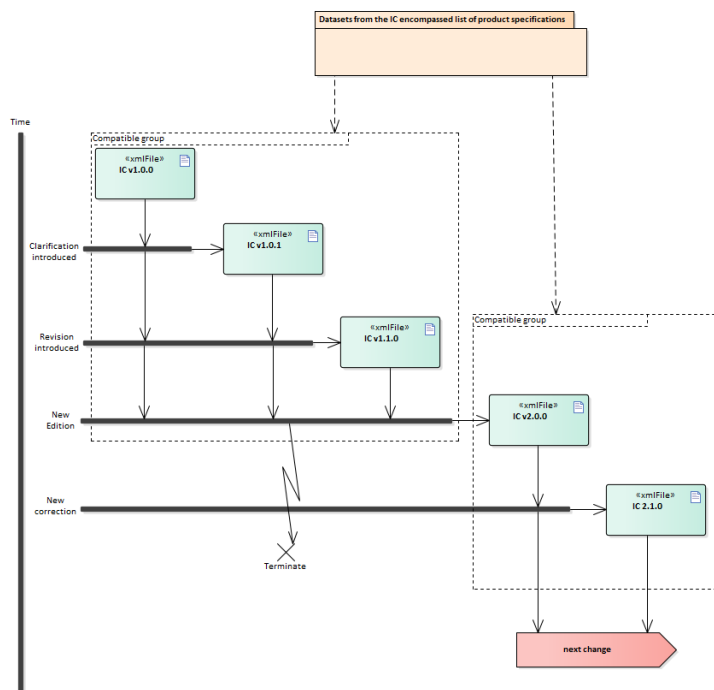 Datasets from the IC encompassed list of product specifications
Time
Compatible group
«xmlFile»
IC v1.0.0
Clarification
introduced
«xmlFile»
IC v1.0.1
Revision
introduced
«xmlFile»
IC v1.1.0
Compatible group
New
Edition
«xmlFile»
IC v2.0.0
New
correction
«xmlFile»
IC 2.1.0
Terminate
next change